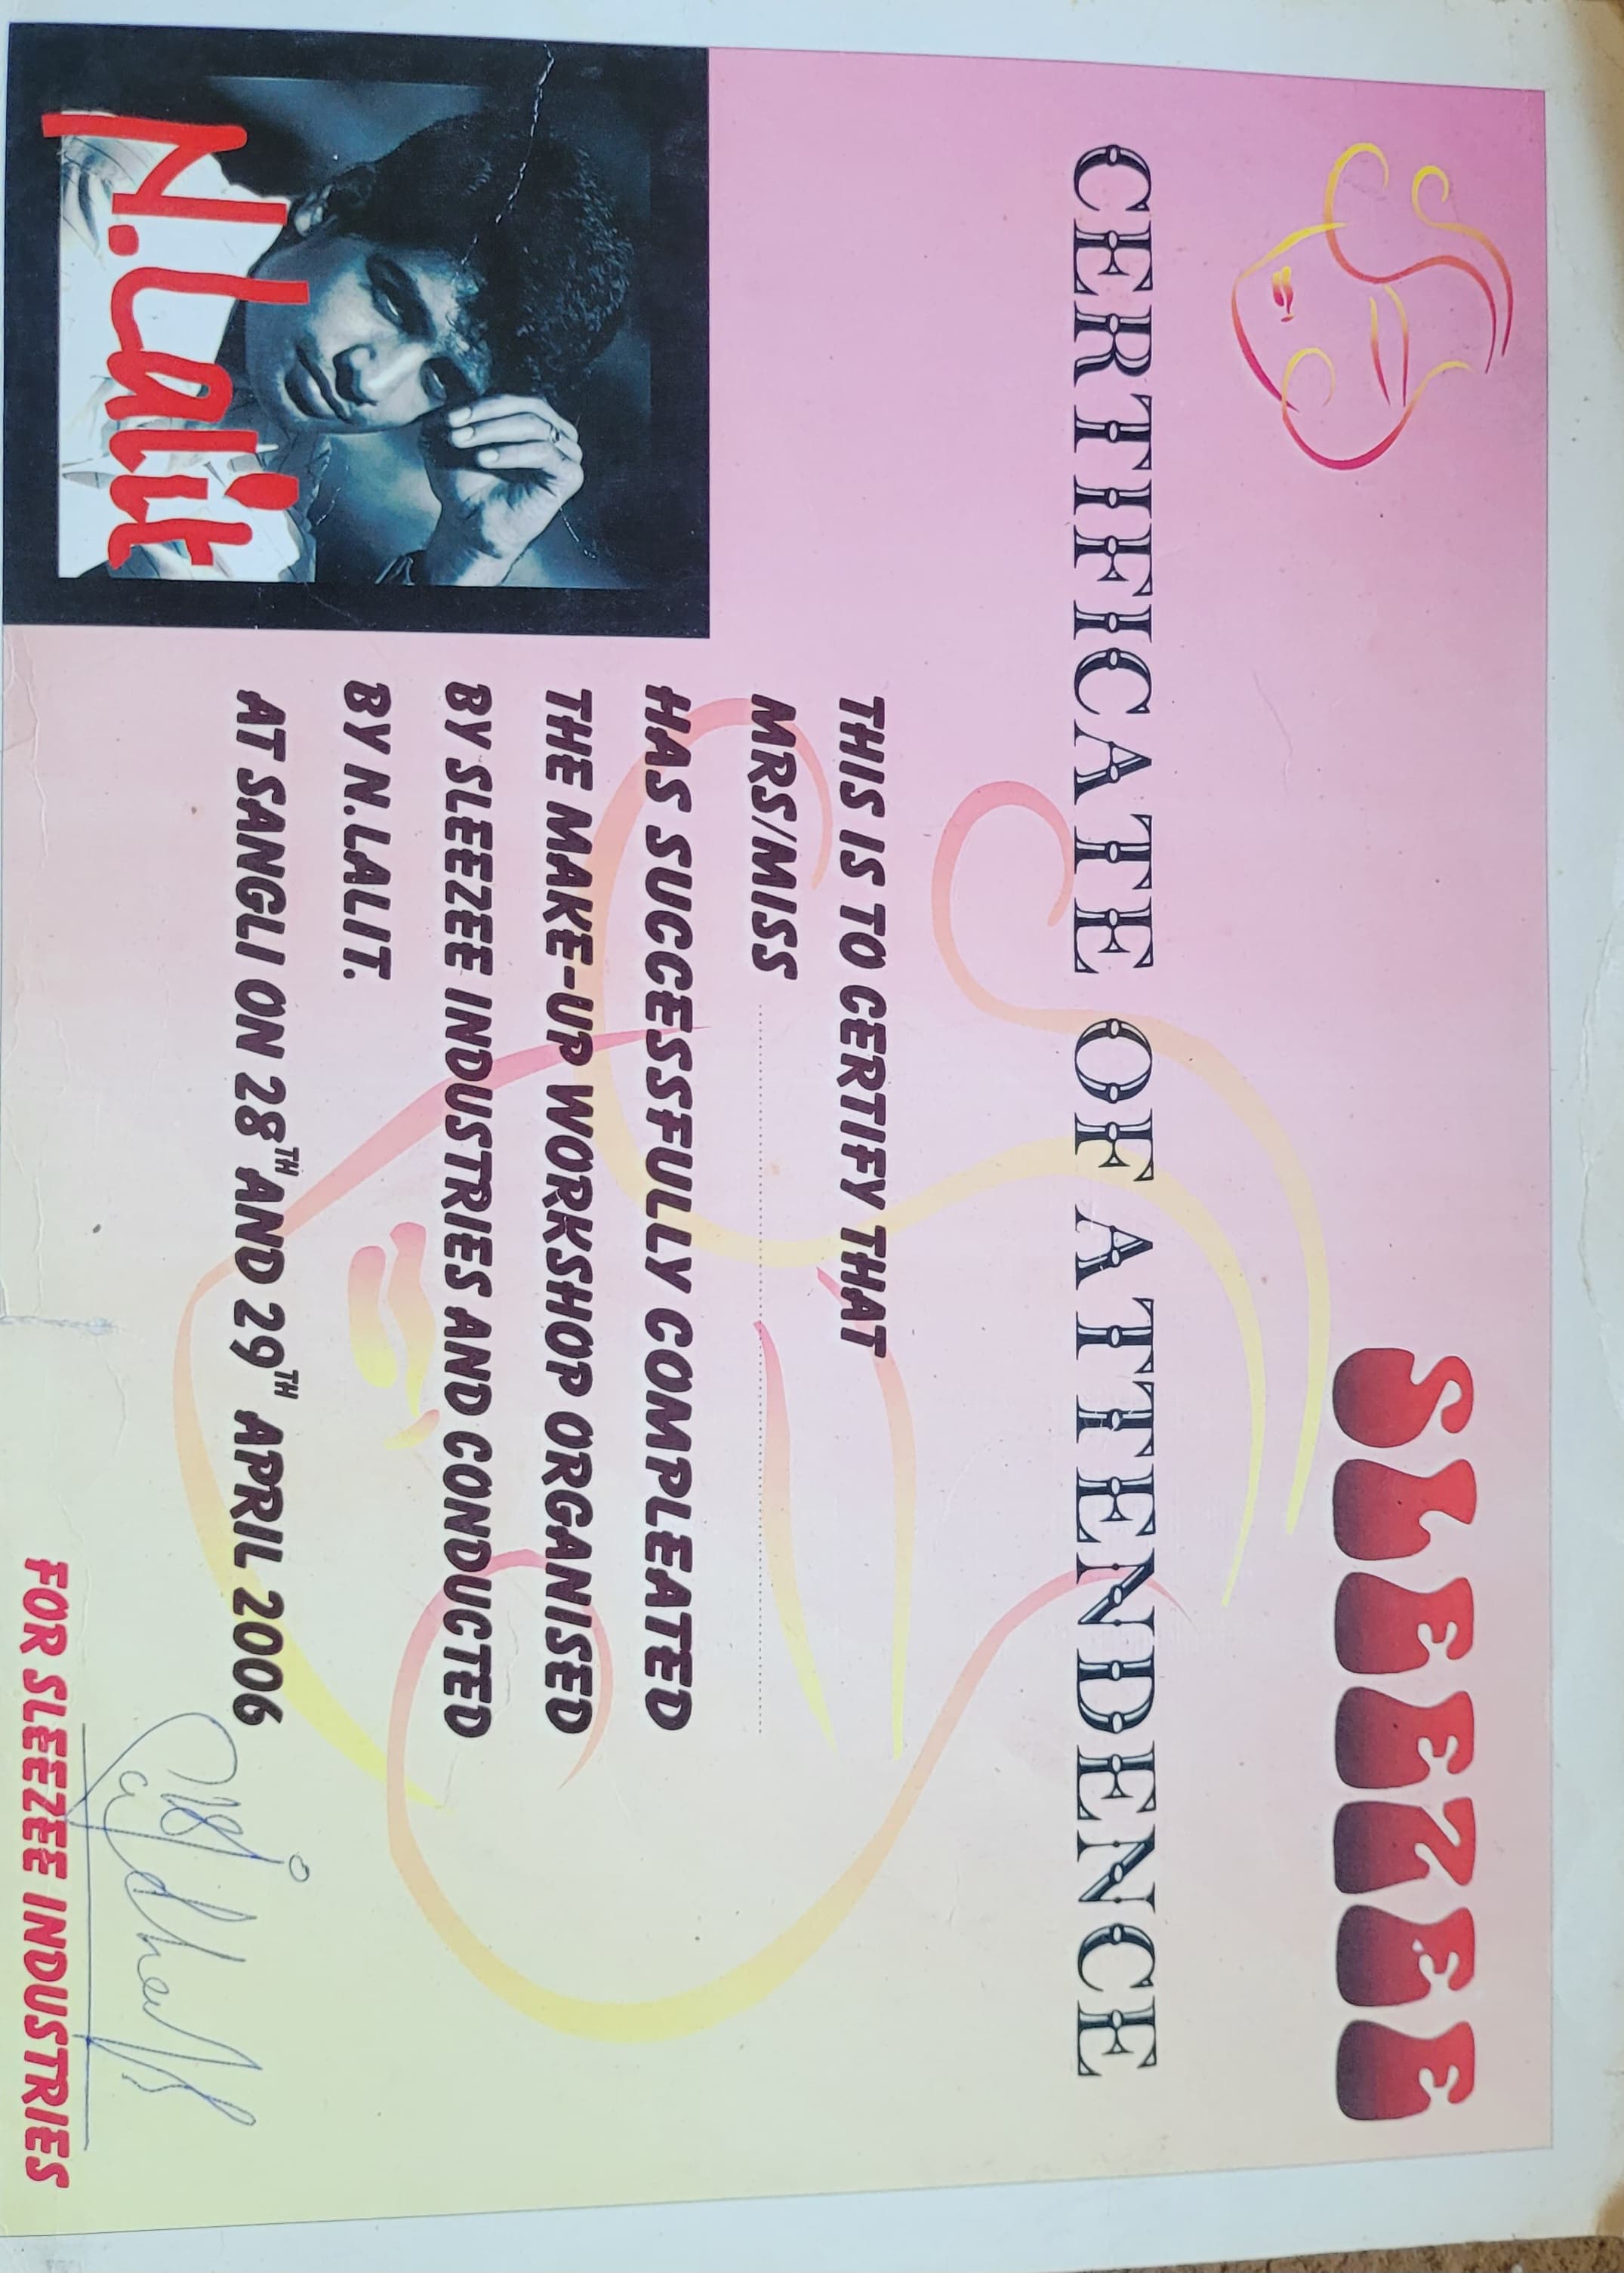 SLEEZEE
CERTIFICATE OF ATTENDENCE
THIS IS TO CERTIFY THAT
MRS/MISS
HAS SUCCESSFULLY COMPLEATED
THE MAKE-UP WORKSHOP ORGANISED
BY SLEEZEE INDUSTRIES AND CONDUCTED
BY N.LALIT.
AT SANGLI ON 28TH AND 29TH APRIL 2006
N.Lalit
FOR SLEEZEE INDUSTRIES